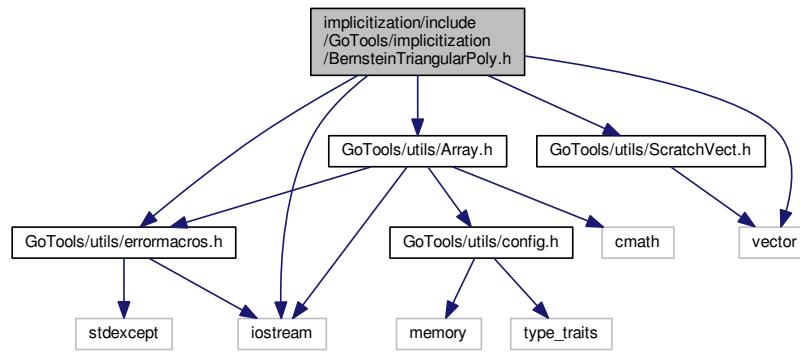 implicitization/include
/GoTools/implicitization
/BernsteinTriangularPoly.h
GoTools/utils/Array.h
GoTools/utils/ScratchVect.h
GoTools/utils/errormacros.h
GoTools/utils/config.h
cmath
vector
stdexcept
iostream
memory
type_traits